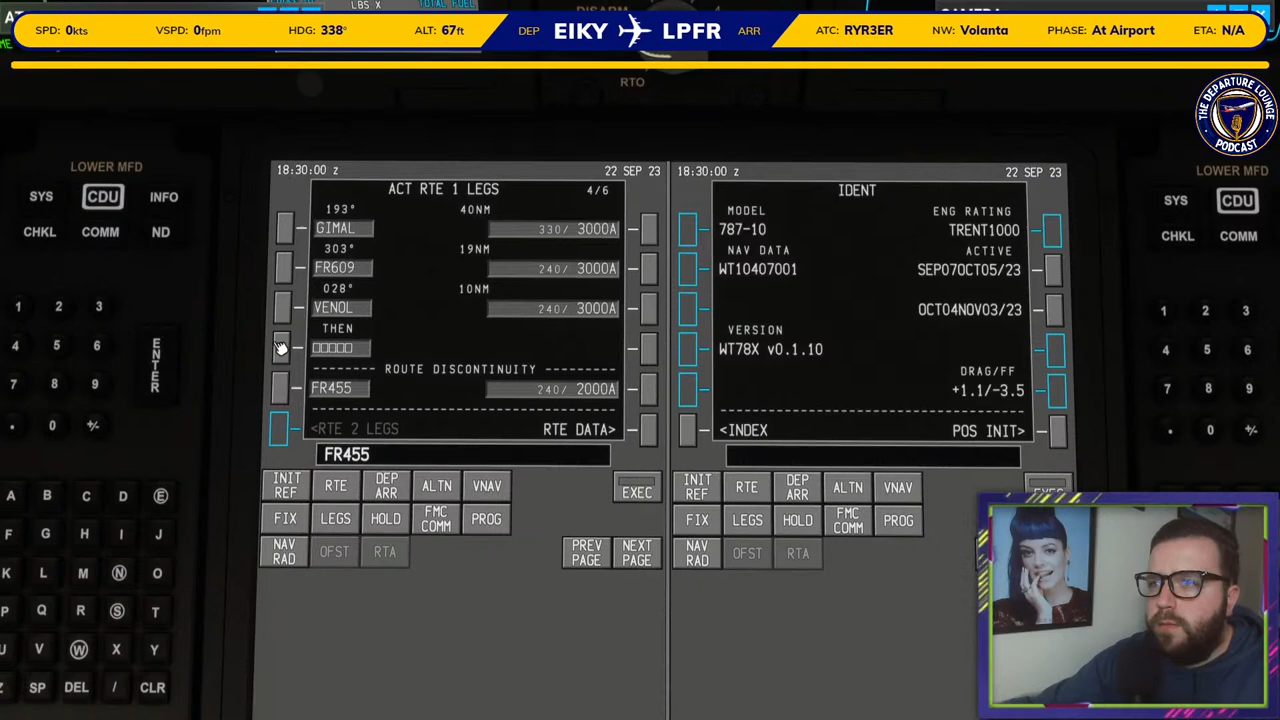 LBS X TOTAL FUEL
DISARM
SPD: 0kts VSPD: 0fpm HDG: 338° ALT: 67ft DEP EIKY LPFR ARR ATC: RYR3ER NW: Volanta PHASE: At Airport ETA: N/A
RTO
THE DEPARTURE LOUNGE
PODCAST
LOWER MFD
SYS CDU INFO
CHKL COMM ND
18:30:00 z 22 SEP 23
ACT RTE 1 LEGS 4/6
193° 40NM
GIMAL 330/ 3000A
303° 19NM
FR609 240/ 3000A
028° 10NM
VENOL 240/ 3000A
THEN
□□□□□
------ ROUTE DISCONTINUITY ------
FR455 240/ 2000A
<RTE 2 LEGS RTE DATA>
FR455
18:30:00 z 22 SEP 23
IDENT
MODEL ENG RATING
787-10 TRENT1000
NAV DATA ACTIVE
WT10407001 SEP07OCT05/23
OCT04NOV03/23
VERSION
WT78X v0.1.10
DRAG/FF
+1.1/-3.5
<INDEX POS INIT>
LOWER MFD
SYS CDU
CHKL COMM
INIT REF RTE DEP ARR ALTN VNAV EXEC
FIX LEGS HOLD FMC COMM PROG
NAV RAD OFST RTA PREV PAGE NEXT PAGE
INIT REF RTE DEP ARR ALTN VNAV
FIX LEGS HOLD FMC COMM PROG
NAV RAD OFST RTA
1 2 3
4 5 6
7 8 9
0 +/-
ENTER
A B C D E
F G H I J
K L M N O
P Q R S T
U V W X Y
Z SP DEL / CLR
1 2 3
4 5 6
7 8 9
. 0 +/-